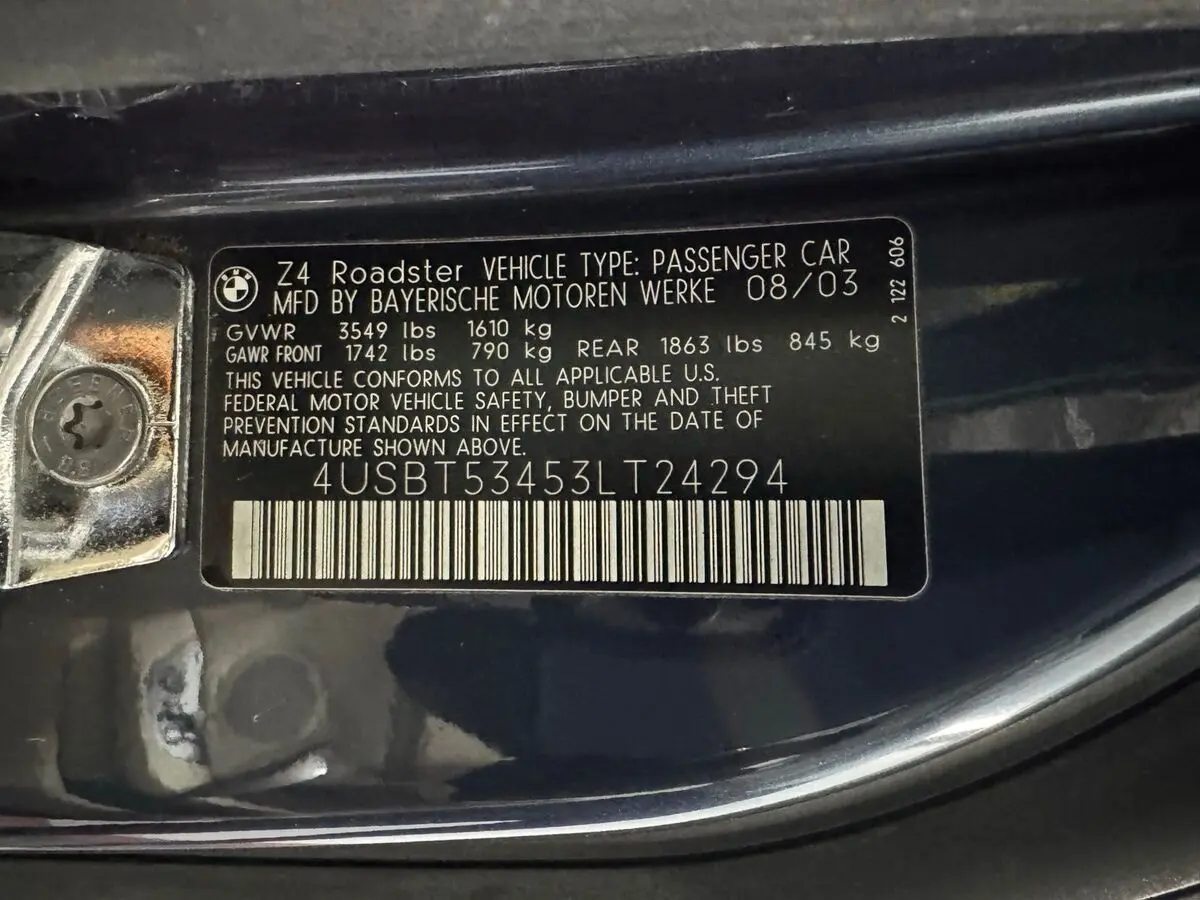 Z4 Roadster VEHICLE TYPE: PASSENGER CAR
MFD BY BAYERISCHE MOTOREN WERKE 08/03
GVWR 3549 lbs 1610 kg
GAWR FRONT 1742 lbs 790 kg REAR 1863 lbs 845 kg
THIS VEHICLE CONFORMS TO ALL APPLICABLE U.S.
FEDERAL MOTOR VEHICLE SAFETY, BUMPER AND THEFT
PREVENTION STANDARDS IN EFFECT ON THE DATE OF
MANUFACTURE SHOWN ABOVE.
4USBT53453LT24294
2 122 606
BMW